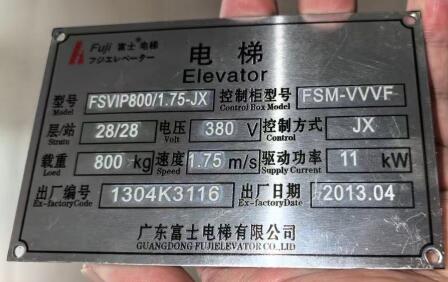 Fuji 富士®电梯
フジエレベーター
电梯
Elevator
型号 FSVIP800/1.75-JX 控制柜型号 FSM-VVVF
Model Control Box Model
层/站 28/28 电压 380 V 控制方式 JX
Stratn Volt Control
载重 800 kg 速度 1.75 m/s 驱动功率 11 kW
Load Speed Supply Current
出厂编号 1304K3116 出厂日期 2013.04
Ex-factoryCode Ex-factoryDate
广东富士电梯有限公司
GUANGDONG FUJIELEVATOR CO.,LTD